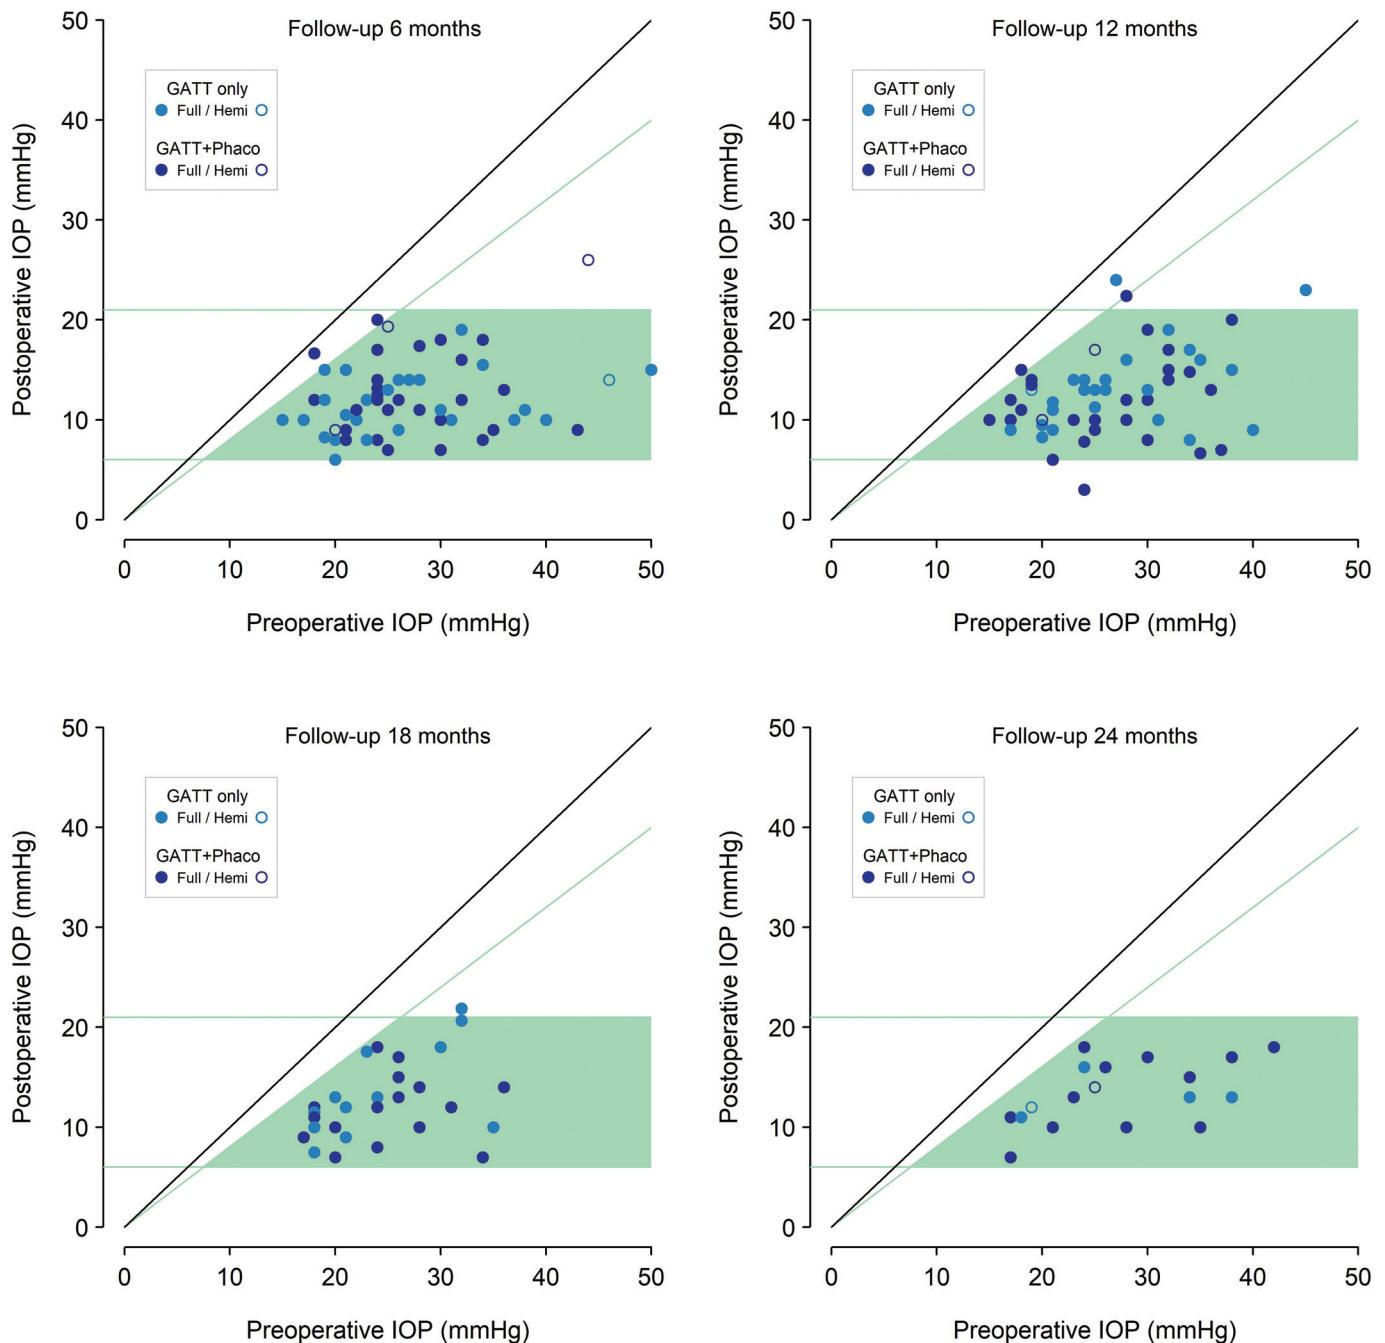 Follow-up 6 months
Postoperative IOP (mmHg)
50
40
30
20
10
0
GATT only
Full / Hemi
GATT+Phaco
Full / Hemi
0 10 20 30 40 50
Preoperative IOP (mmHg)
Follow-up 12 months
Postoperative IOP (mmHg)
50
40
30
20
10
0
GATT only
Full / Hemi
GATT+Phaco
Full / Hemi
0 10 20 30 40 50
Preoperative IOP (mmHg)
Follow-up 18 months
Postoperative IOP (mmHg)
50
40
30
20
10
0
GATT only
Full / Hemi
GATT+Phaco
Full / Hemi
0 10 20 30 40 50
Preoperative IOP (mmHg)
Follow-up 24 months
Postoperative IOP (mmHg)
50
40
30
20
10
0
GATT only
Full / Hemi
GATT+Phaco
Full / Hemi
0 10 20 30 40 50
Preoperative IOP (mmHg)